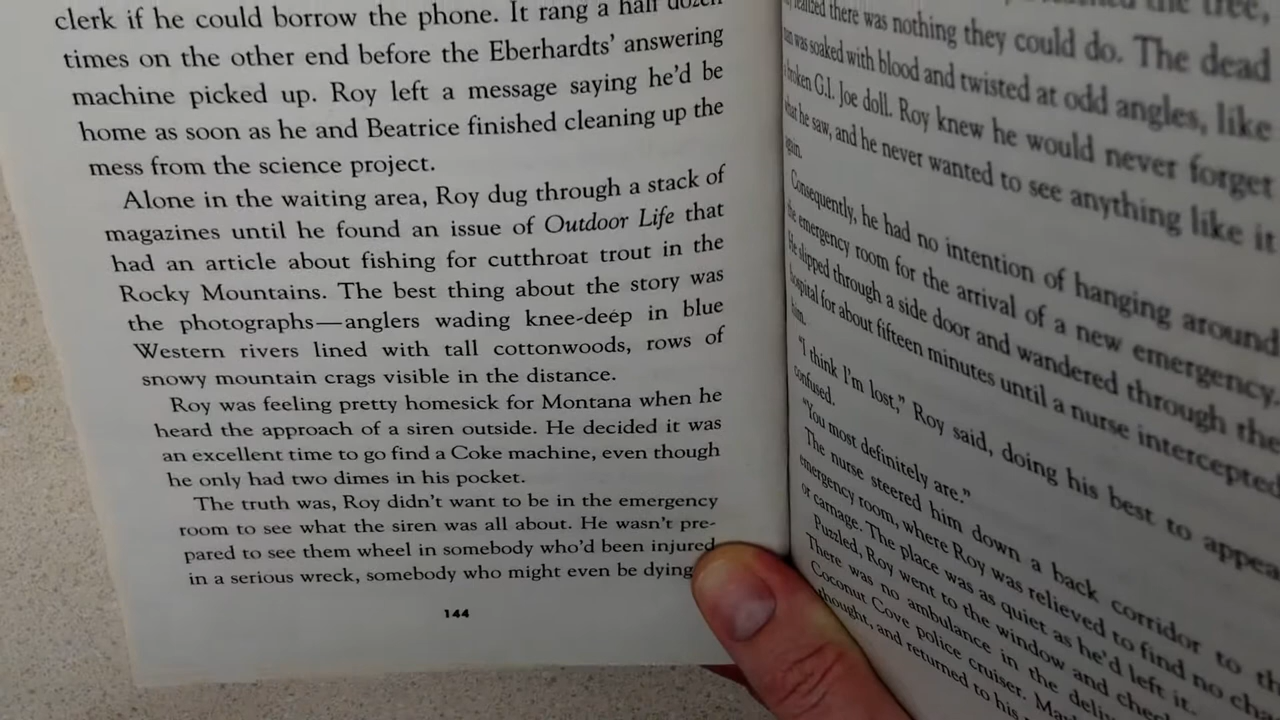 clerk if he could borrow the phone. It rang a half dozen
times on the other end before the Eberhardts' answering
machine picked up. Roy left a message saying he'd be
home as soon as he and Beatrice finished cleaning up the
mess from the science project.
Alone in the waiting area, Roy dug through a stack of
magazines until he found an issue of Outdoor Life that
had an article about fishing for cutthroat trout in the
Rocky Mountains. The best thing about the story was
the photographs—anglers wading knee-deep in blue
Western rivers lined with tall cottonwoods, rows of
snowy mountain crags visible in the distance.
Roy was feeling pretty homesick for Montana when he
heard the approach of a siren outside. He decided it was
an excellent time to go find a Coke machine, even though
he only had two dimes in his pocket.
The truth was, Roy didn't want to be in the emergency
room to see what the siren was all about. He wasn't pre-
pared to see them wheel in somebody who'd been injured
in a serious wreck, somebody who might even be dying
144
the tree,
there was nothing they could do. The dead
was soaked with blood and twisted at odd angles, like
broken G.I. Joe doll. Roy knew he would never forget
what he saw, and he never wanted to see anything like it
again.
Consequently, he had no intention of hanging around
the emergency room for the arrival of a new emergency.
He slipped through a side door and wandered through the
hospital for about fifteen minutes until a nurse intercepted
him.
"I think I'm lost," Roy said, doing his best to appear
confused.
"You most definitely are."
The nurse steered him down a back corridor to the
emergency room, where Roy was relieved to find no
or carnage. The place was as quiet as he'd left it.
Puzzled, Roy went to the window and
There was no ambulance in the
Coconut Cove police cruiser.
thought, and returned to his